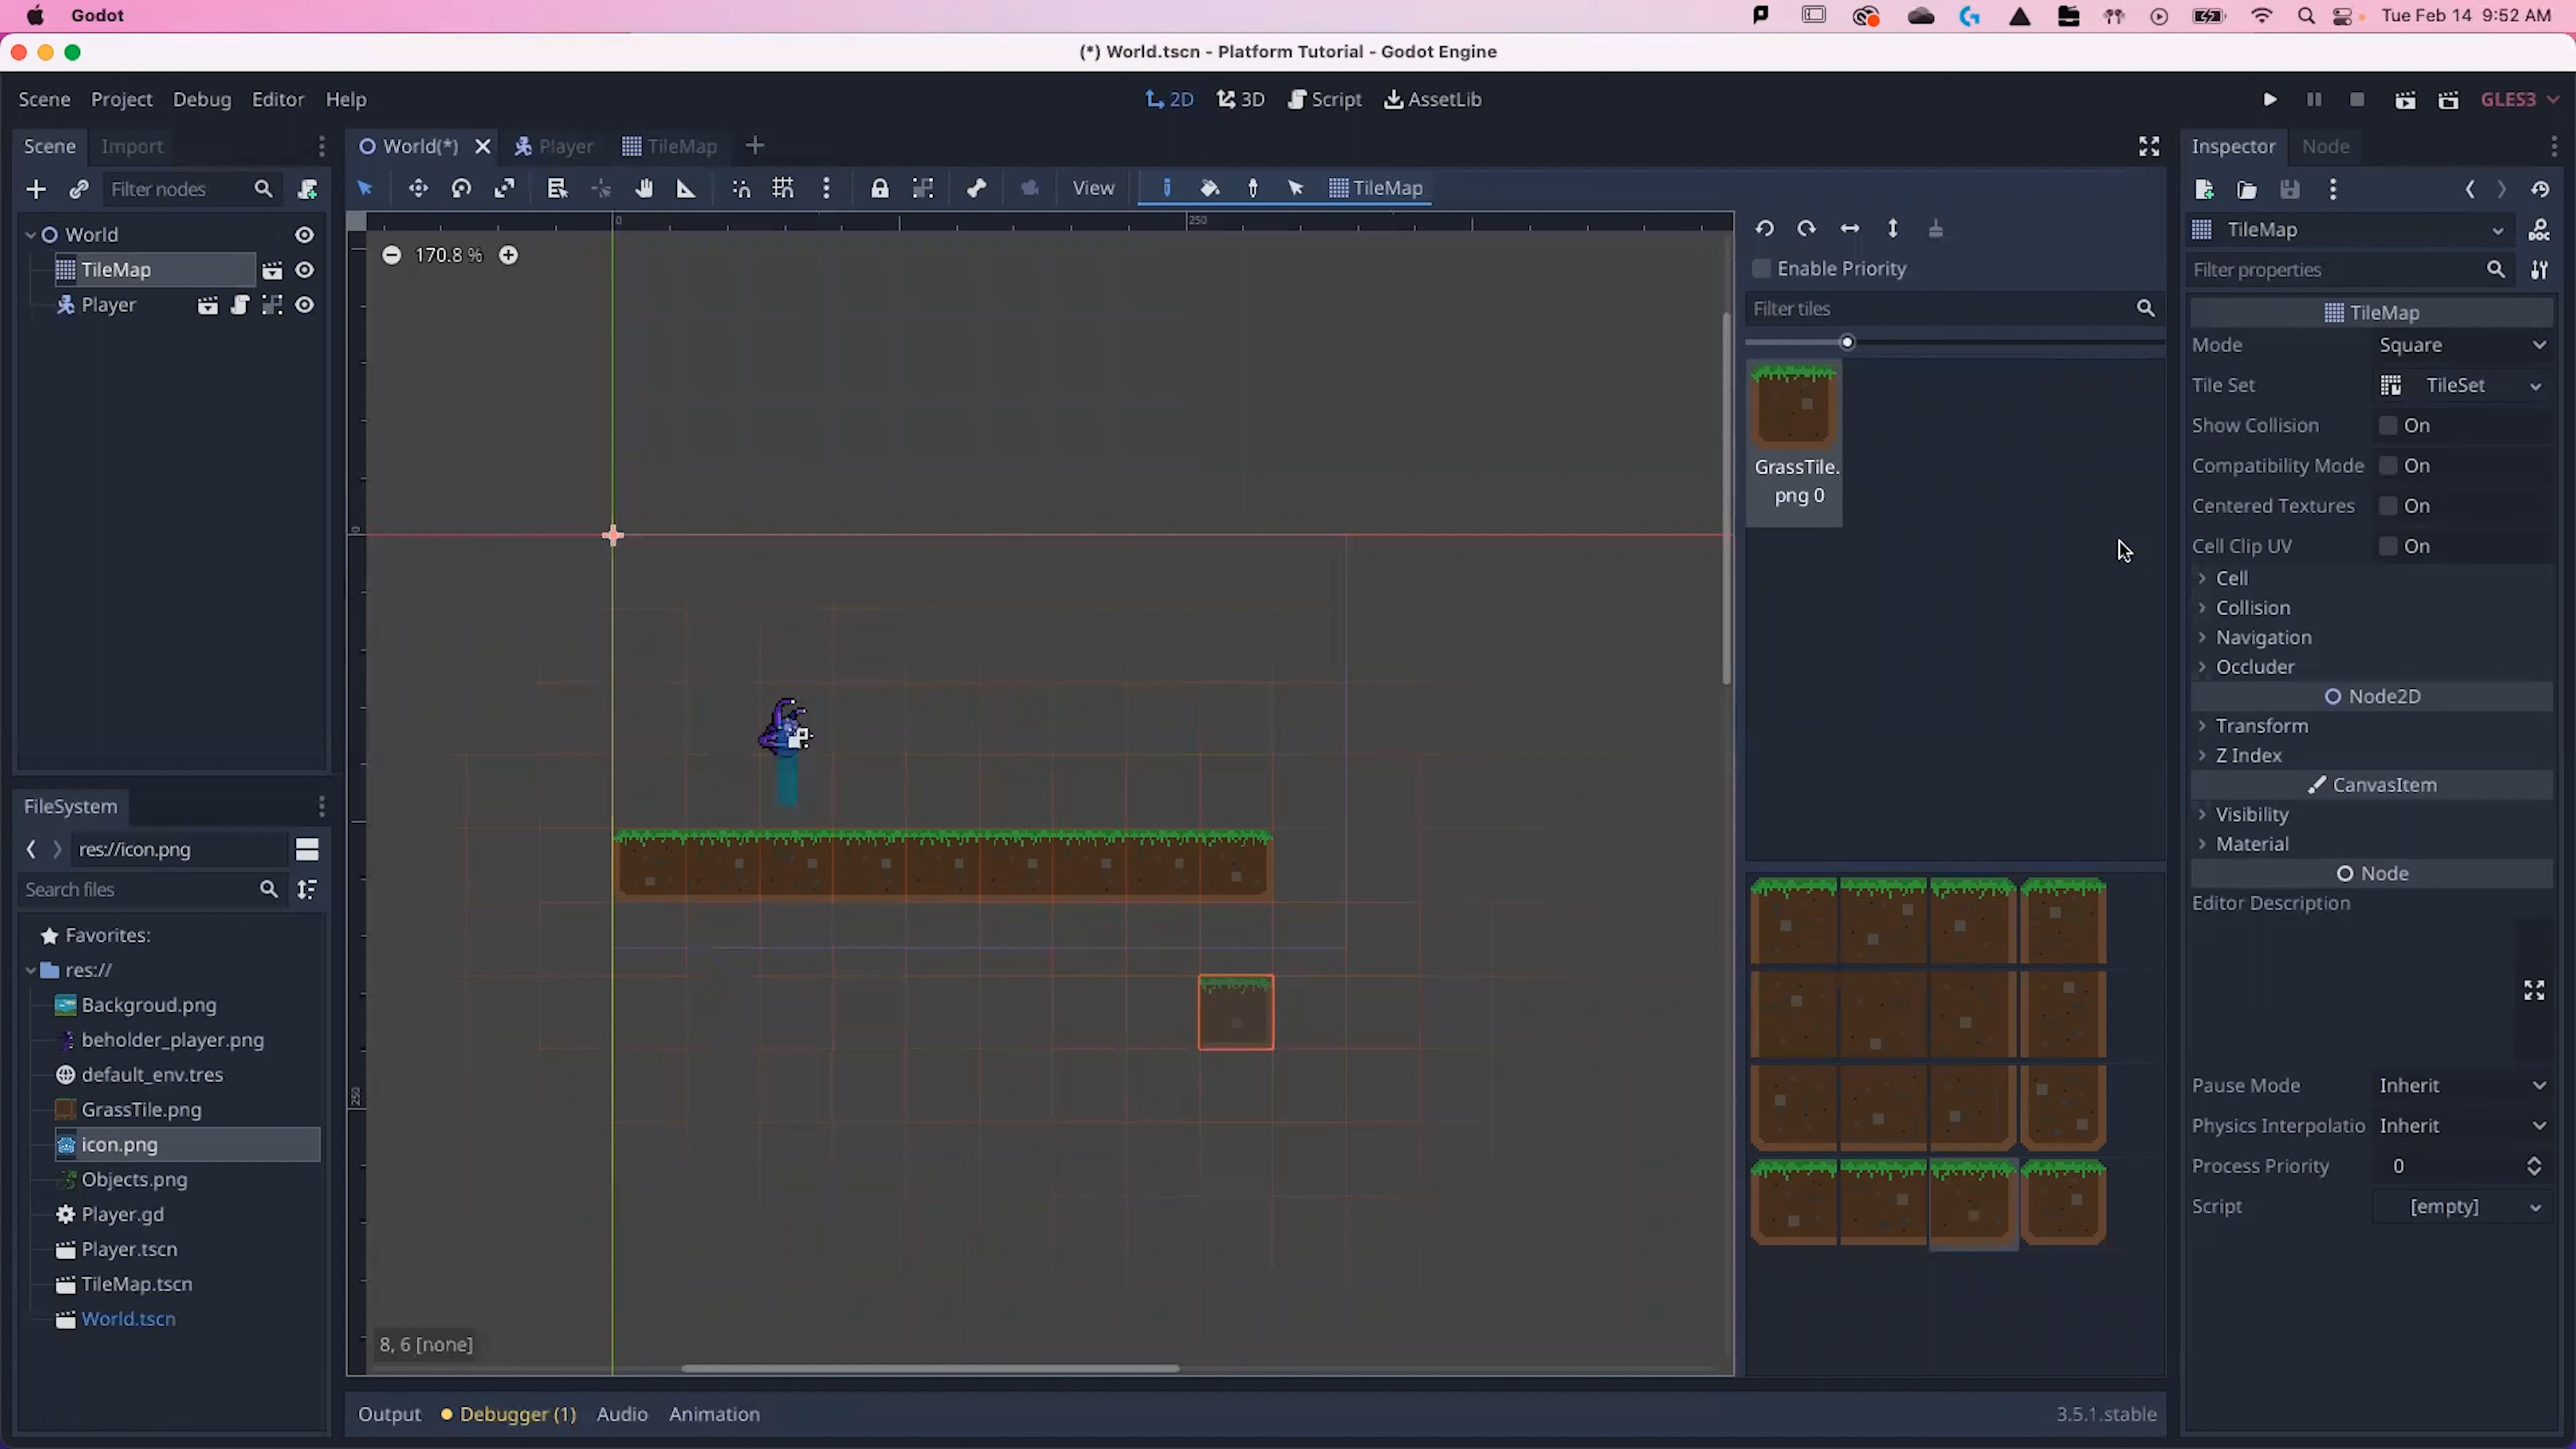 Godot
Tue Feb 14 9:52 AM
(*) World.tscn - Platform Tutorial - Godot Engine
Scene Project Debug Editor Help
2D 3D Script AssetLib
GLES3
Scene Import
World(*) Player TileMap
Inspector Node
Filter nodes
View
TileMap
World
TileMap
Player
0
250
170.8 %
0
250
8, 6 [none]
Enable Priority
Filter tiles
GrassTile.
png 0
TileMap
Filter properties
TileMap
Mode Square
Tile Set TileSet
Show Collision On
Compatibility Mode On
Centered Textures On
Cell Clip UV On
Cell
Collision
Navigation
Occluder
Node2D
Transform
Z Index
CanvasItem
Visibility
Material
Node
Editor Description
Pause Mode Inherit
Physics Interpolatio Inherit
Process Priority 0
Script [empty]
FileSystem
res://icon.png
Search files
Favorites:
res://
Backgroud.png
beholder_player.png
default_env.tres
GrassTile.png
icon.png
Objects.png
Player.gd
Player.tscn
TileMap.tscn
World.tscn
Output Debugger (1) Audio Animation
3.5.1.stable